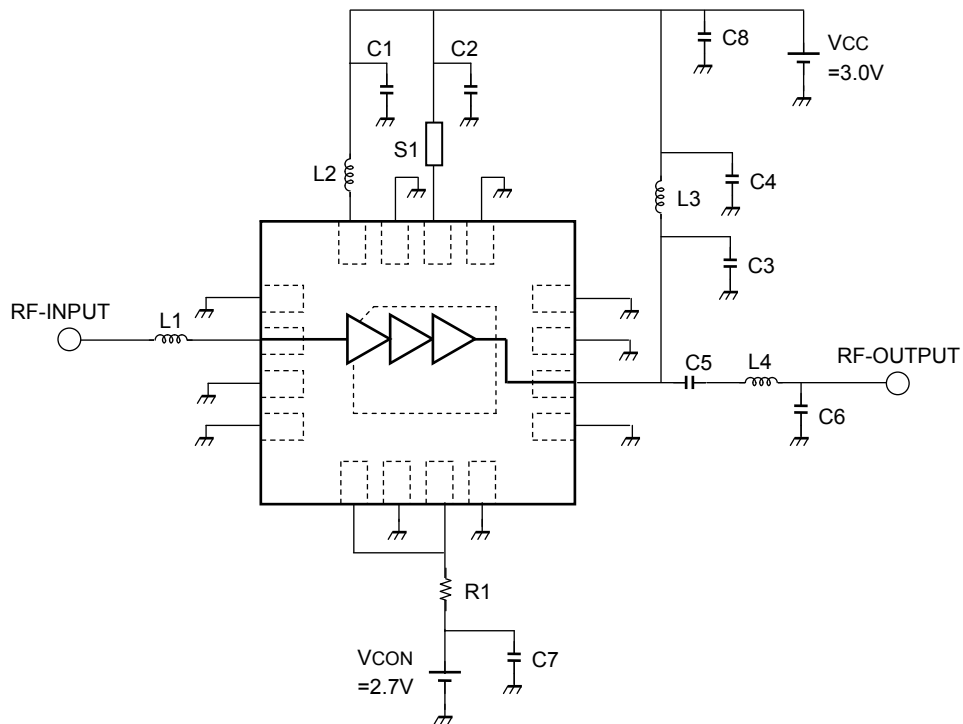 C1
C2
C8
VCC
=3.0V
S1
L2
C4
L3
C3
RF-INPUT
L1
C5
L4
RF-OUTPUT
C6
R1
VCON
=2.7V
C7